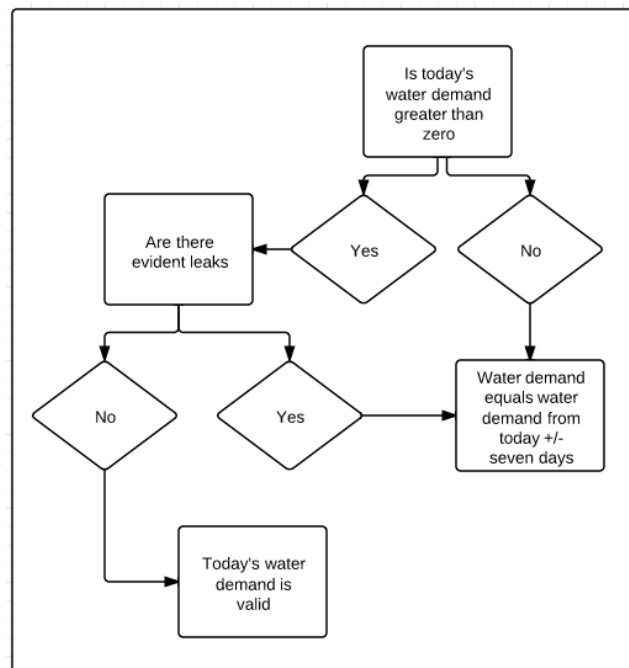 Is today's
water demand
greater than
zero
Are there
evident leaks
Yes
No
No
Yes
Water demand
equals water
demand from
today +/-
seven days
Today's water
demand is
valid